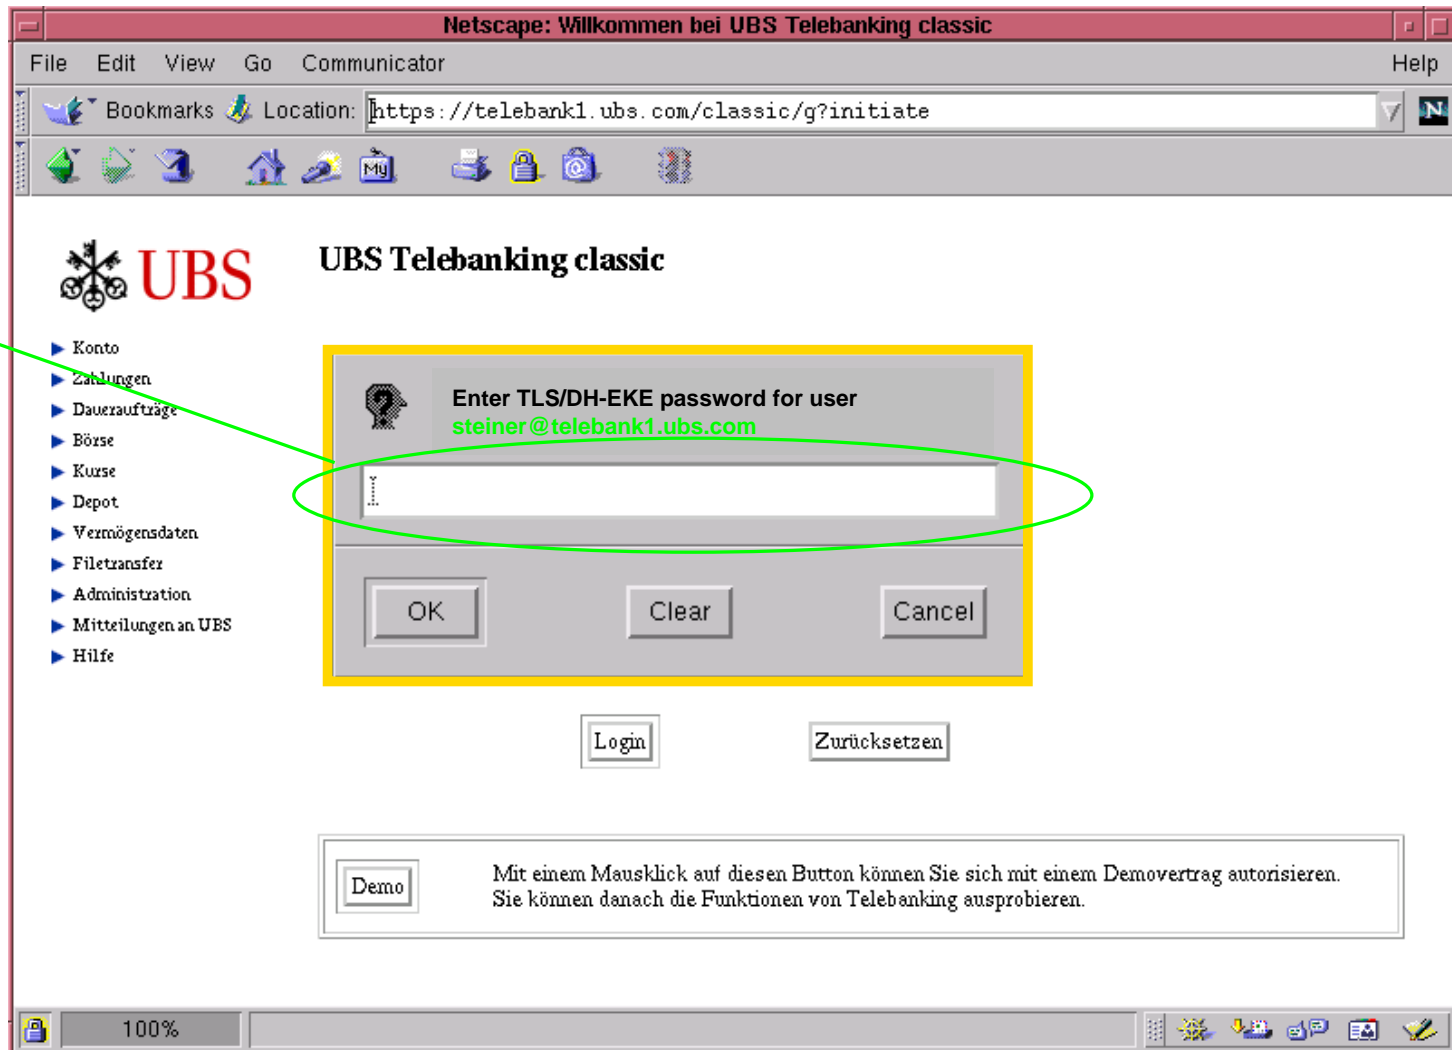 Netscape: Willkommen bei UBS Telebanking classic
File Edit View Go Communicator Help
Bookmarks Location: https://telebank1.ubs.com/classic/g?initiate
My
UBS
UBS Telebanking classic
Konto
Zahlungen
Daueraufträge
Börse
Kurse
Depot
Vermögensdaten
Filetransfer
Administration
Mitteilungen an UBS
Hilfe
Enter TLS/DH-EKE password for user
steiner@telebank1.ubs.com
OK Clear Cancel
Login Zurücksetzen
Demo
Mit einem Mausklick auf diesen Button können Sie sich mit einem Demovertrag autorisieren.
Sie können danach die Funktionen von Telebanking ausprobieren.
100%